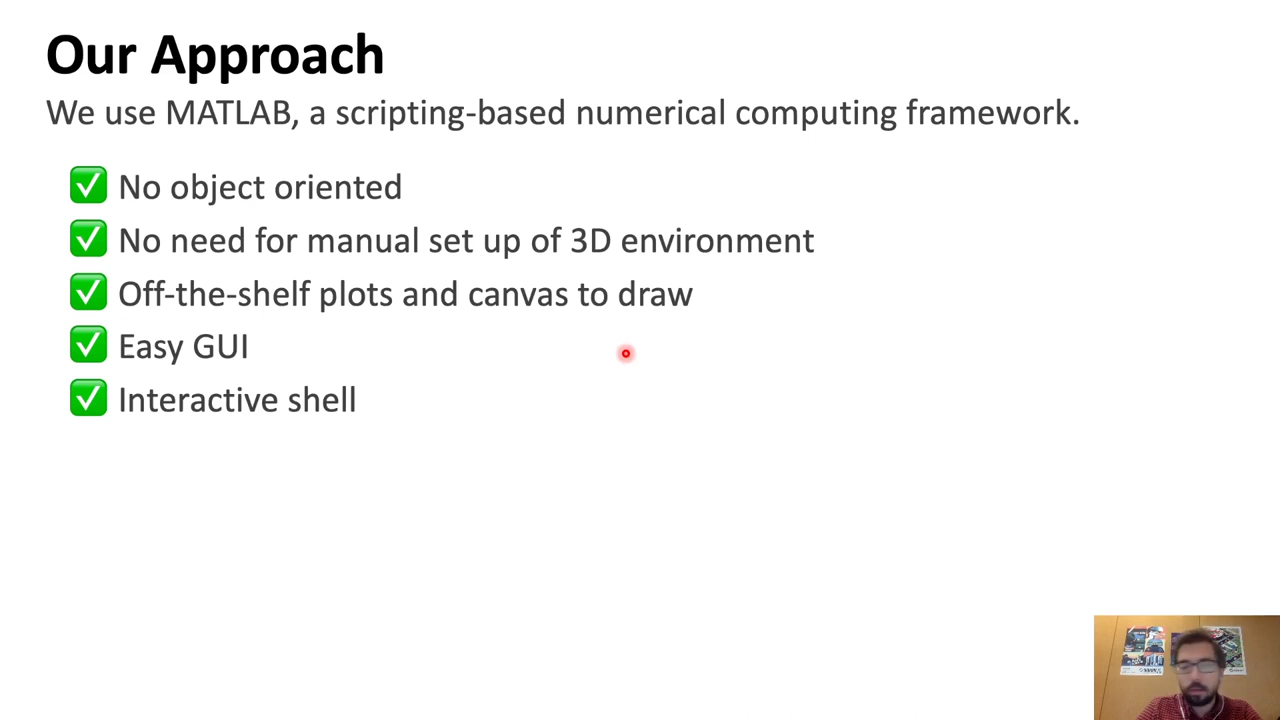 Our Approach
We use MATLAB, a scripting-based numerical computing framework.
No object oriented
No need for manual set up of 3D environment
Off-the-shelf plots and canvas to draw
Easy GUI
Interactive shell